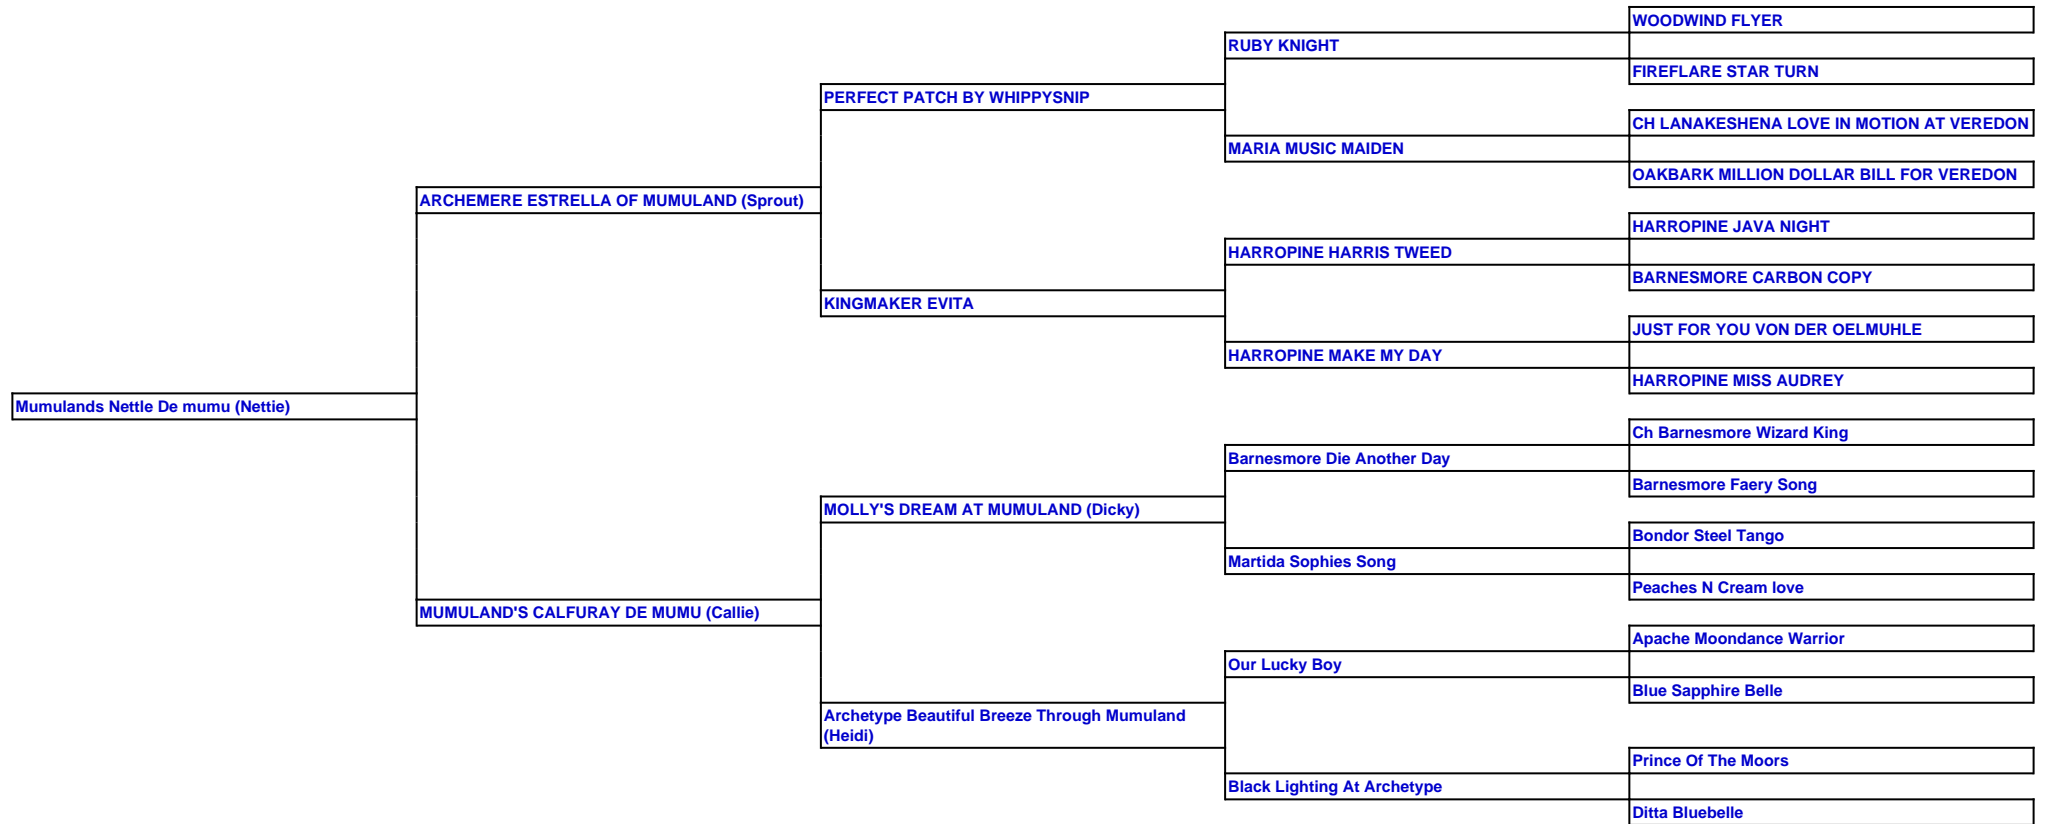 WOODWIND FLYER
RUBY KNIGHT
FIREFLARE STAR TURN
PERFECT PATCH BY WHIPPYSNIP
CH LANAKESHENA LOVE IN MOTION AT VEREDON
MARIA MUSIC MAIDEN
OAKBARK MILLION DOLLAR BILL FOR VEREDON
ARCHEMERE ESTRELLA OF MUMULAND (Sprout)
HARROPINE JAVA NIGHT
HARROPINE HARRIS TWEED
BARNESMORE CARBON COPY
KINGMAKER EVITA
JUST FOR YOU VON DER OELMUHLE
HARROPINE MAKE MY DAY
HARROPINE MISS AUDREY
Mumulands Nettle De mumu (Nettie)
Ch Barnesmore Wizard King
Barnesmore Die Another Day
Barnesmore Faery Song
MOLLY'S DREAM AT MUMULAND (Dicky)
Bondor Steel Tango
Martida Sophies Song
Peaches N Cream love
MUMULAND'S CALFURAY DE MUMU (Callie)
Apache Moondance Warrior
Our Lucky Boy
Blue Sapphire Belle
Archetype Beautiful Breeze Through Mumuland
(Heidi)
Prince Of The Moors
Black Lighting At Archetype
Ditta Bluebelle